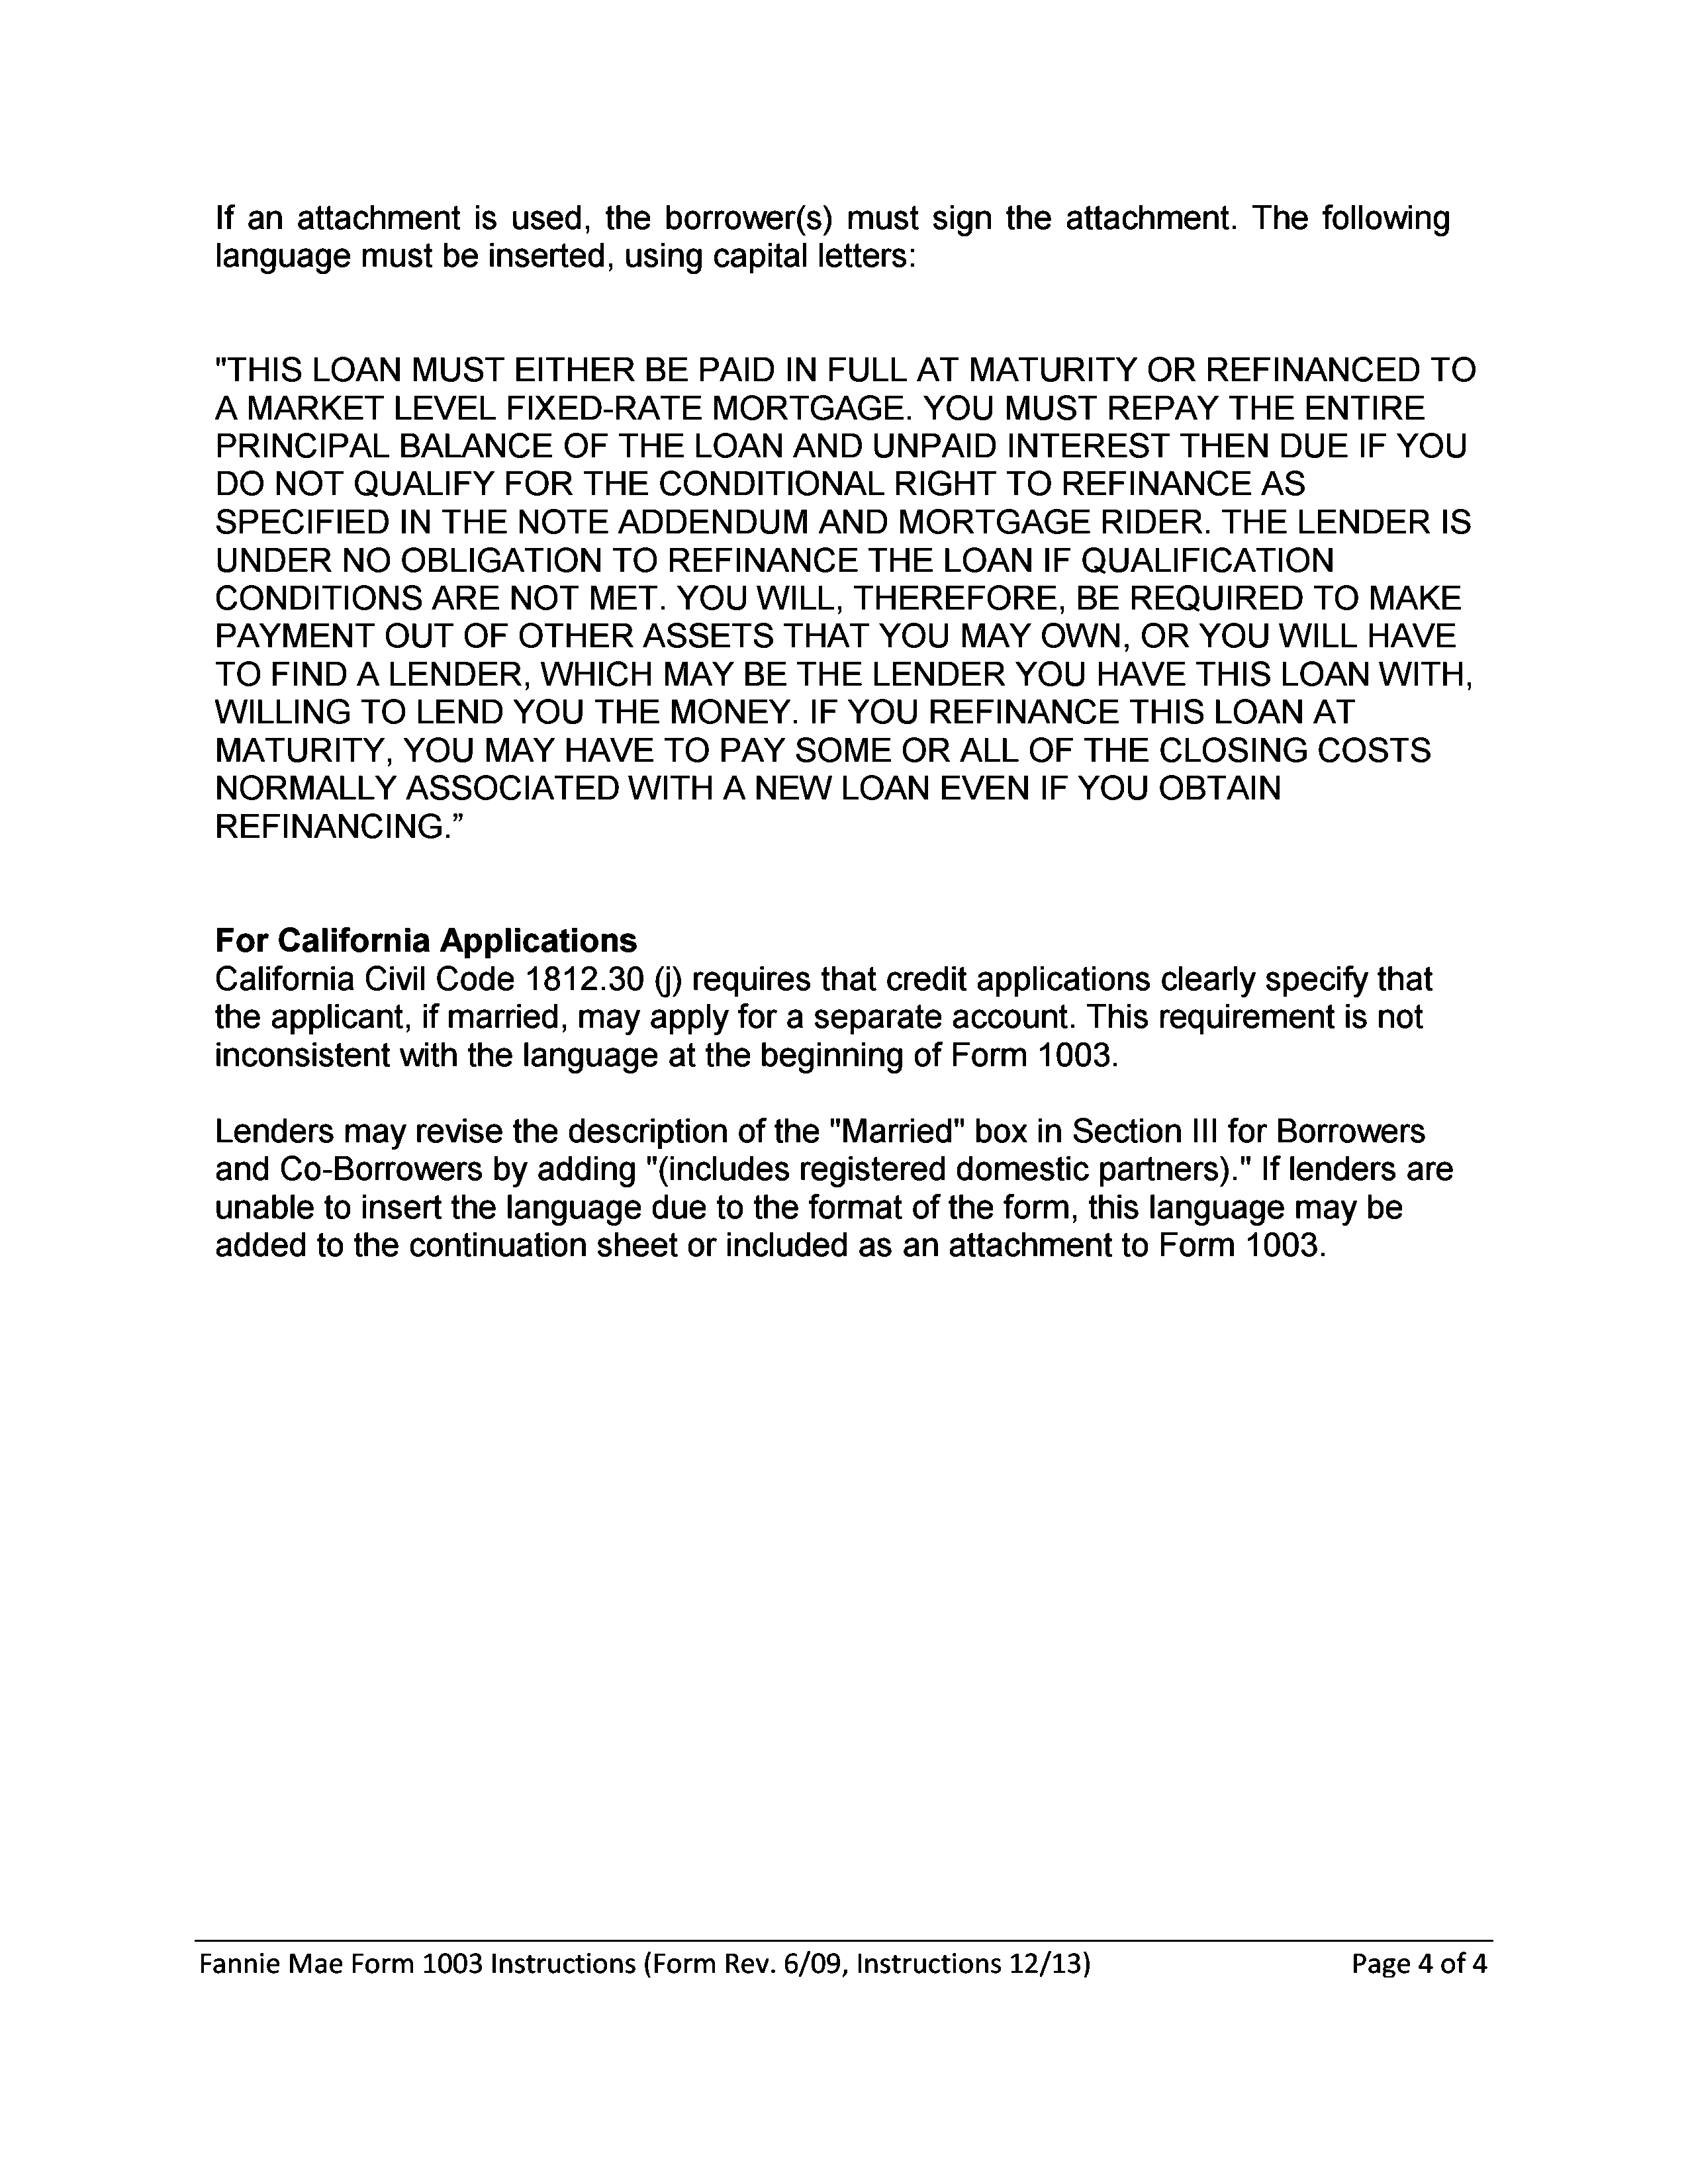 If an attachment is used, the borrower(s) must sign the attachment. The following
language must be inserted, using capital letters:
"THIS LOAN MUST EITHER BE PAID IN FULL AT MATURITY OR REFINANCED TO
A MARKET LEVEL FIXED-RATE MORTGAGE. YOU MUST REPAY THE ENTIRE
PRINCIPAL BALANCE OF THE LOAN AND UNPAID INTEREST THEN DUE IF YOU
DO NOT QUALIFY FOR THE CONDITIONAL RIGHT TO REFINANCE AS
SPECIFIED IN THE NOTE ADDENDUM AND MORTGAGE RIDER. THE LENDER IS
UNDER NO OBLIGATION TO REFINANCE THE LOAN IF QUALIFICATION
CONDITIONS ARE NOT MET. YOU WILL, THEREFORE, BE REQUIRED TO MAKE
PAYMENT OUT OF OTHER ASSETS THAT YOU MAY OWN, OR YOU WILL HAVE
TO FIND A LENDER, WHICH MAY BE THE LENDER YOU HAVE THIS LOAN WITH,
WILLING TO LEND YOU THE MONEY. IF YOU REFINANCE THIS LOAN AT
MATURITY, YOU MAY HAVE TO PAY SOME OR ALL OF THE CLOSING COSTS
NORMALLY ASSOCIATED WITH A NEW LOAN EVEN IF YOU OBTAIN
REFINANCING.”
For California Applications
California Civil Code 1812.30 (j) requires that credit applications clearly specify that
the applicant, if married, may apply for a separate account. This requirement is not
inconsistent with the language at the beginning of Form 1003.
Lenders may revise the description of the "Married" box in Section III for Borrowers
and Co-Borrowers by adding "(includes registered domestic partners)." If lenders are
unable to insert the language due to the format of the form, this language may be
added to the continuation sheet or included as an attachment to Form 1003.
Fannie Mae Form 1003 Instructions (Form Rev. 6/09, Instructions 12/13) Page 4 of 4